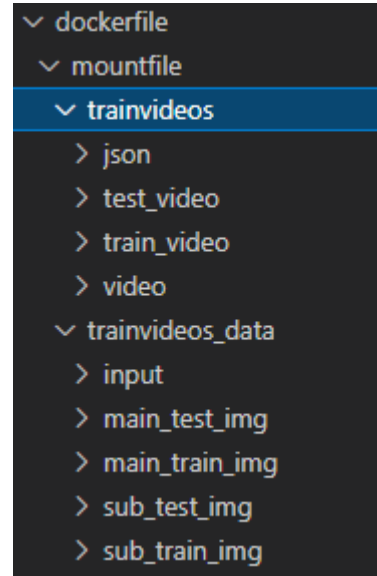 dockerfile
mountfile
trainvideos
json
test_video
train_video
video
trainvideos_data
input
main_test_img
main_train_img
sub_test_img
sub_train_img